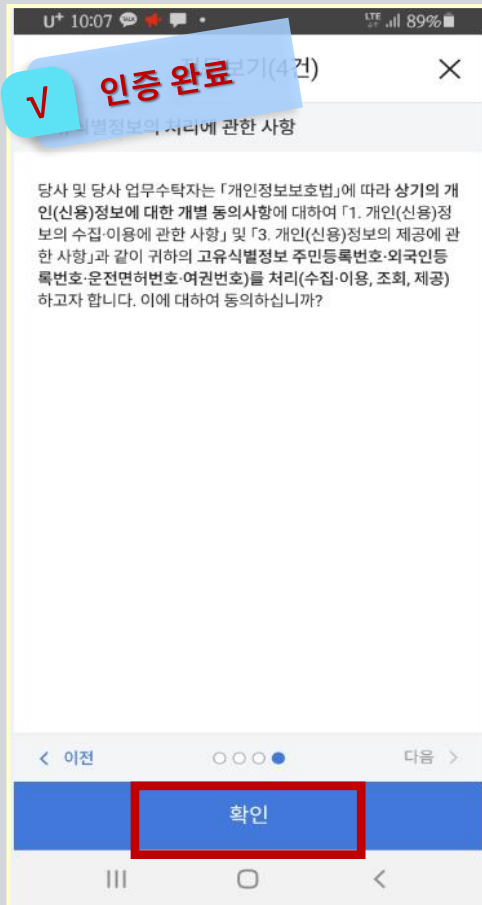 U⁺ 10:07 LTE 89%
√ 인증 완료
보기(4건)
별정보의 처리에 관한 사항
당사 및 당사 업무수탁자는 ｢개인정보보호법｣에 따라 상기의 개
인(신용)정보에 대한 개별 동의사항에 대하여 ｢1. 개인(신용)정
보의 수집·이용에 관한 사항｣ 및 ｢3. 개인(신용)정보의 제공에 관
한 사항｣과 같이 귀하의 고유식별정보 주민등록번호·외국인등
록번호·운전면허번호·여권번호)를 처리(수집·이용, 조회, 제공)
하고자 합니다. 이에 대하여 동의하십니까?
이전 다음
확인